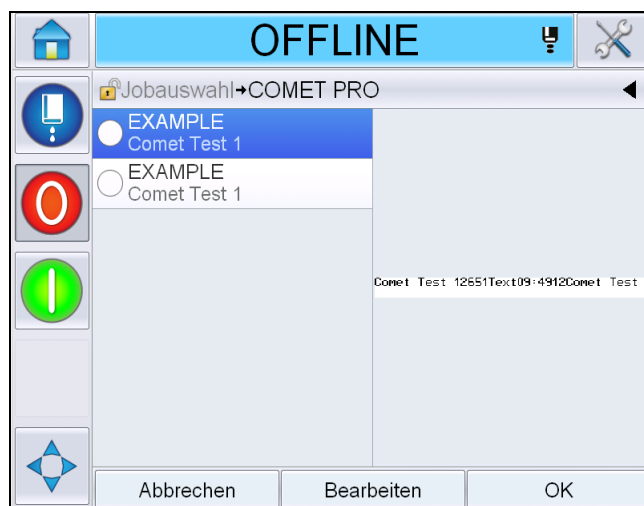 OFFLINE
Jobauswahl→COMET PRO
EXAMPLE
Comet Test 1
EXAMPLE
Comet Test 1
Comet Test 12651Text09:4912Comet Test
Abbrechen
Bearbeiten
OK